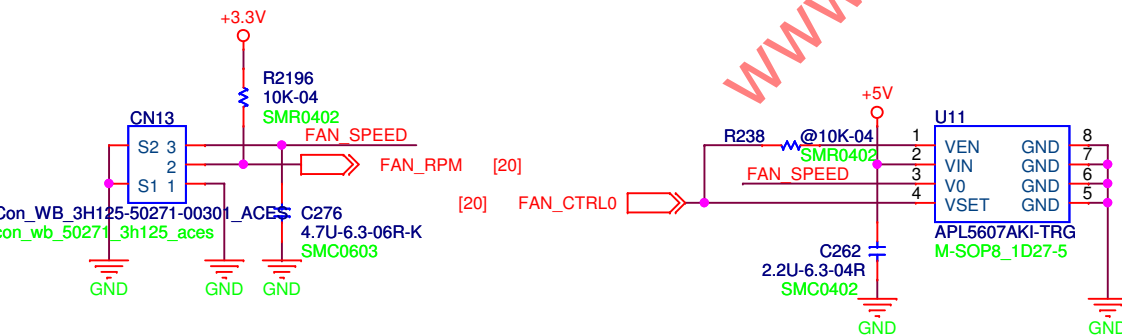 +3.3V
R2196
10K-04
SMR0402
CN13
FAN_SPEED
S2 3
2
S1 1
FAN_RPM [20]
Con_WB_3H125-50271-00301_ACES
con_wb_50271_3h125_aces
C276
4.7U-6.3-06R-K
SMC0603
GND
GND
GND
WWW
+5V
U11
R238
@10K-04
SMR0402
FAN_SPEED
[20] FAN_CTRL0
1 VEN GND 8
2 VIN GND 7
3 V0 GND 6
4 VSET GND 5
APL5607AKI-TRG
M-SOP8_1D27-5
C262
2.2U-6.3-04R
SMC0402
GND
GND